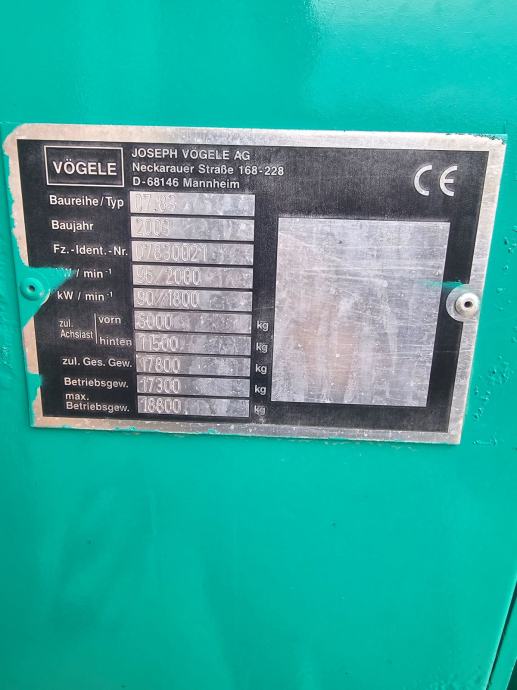 VÖGELE
JOSEPH VÖGELE AG
Neckarauer Straße 168-228
D-68146 Mannheim
CE
Baureihe/Typ
Baujahr
Fz.-Ident.-Nr. 07830021
kW / min⁻¹ 96/2000
kW / min⁻¹ 90/1800
zul. Achslast vorn 6000 kg
hinten 11500 kg
zul. Ges. Gew. 17800 kg
Betriebsgew. 17300 kg
max.
Betriebsgew. 18800 kg